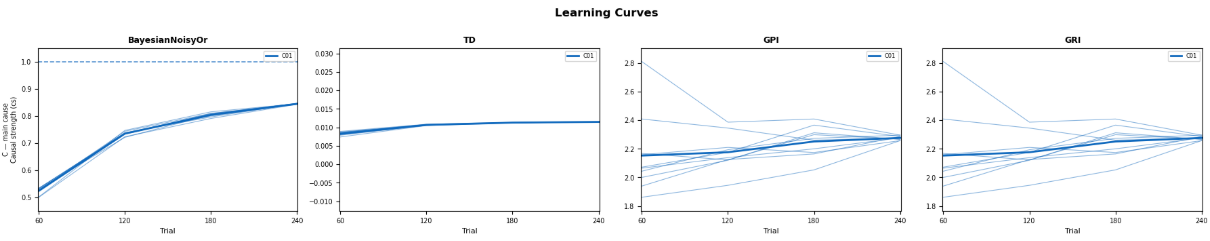 Learning Curves
BayesianNoisyOr
C — main cause
Causal strength (cs)
1.0
0.9
0.8
0.7
0.6
0.5
C01
60
120
180
240
Trial
TD
0.030
0.025
0.020
0.015
0.010
0.005
0.000
−0.005
−0.010
C01
60
120
180
240
Trial
GPI
2.8
2.6
2.4
2.2
2.0
1.8
C01
60
120
180
240
Trial
GRI
2.8
2.6
2.4
2.2
2.0
1.8
C01
60
120
180
240
Trial